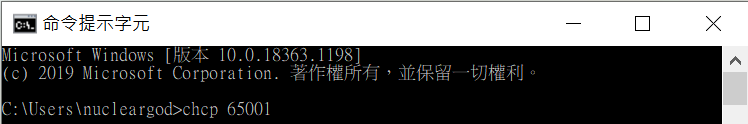 命令提示字元
Microsoft Windows [版本 10.0.18363.1198]
(c) 2019 Microsoft Corporation. 著作權所有，並保留一切權利。
C:\Users\nucleargod>chcp 65001